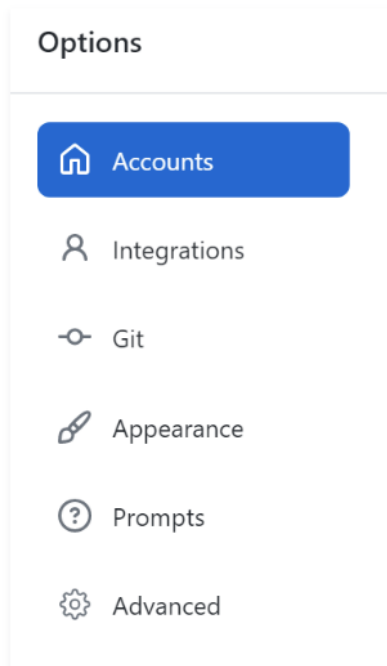 Options
Accounts
Integrations
Git
Appearance
Prompts
Advanced